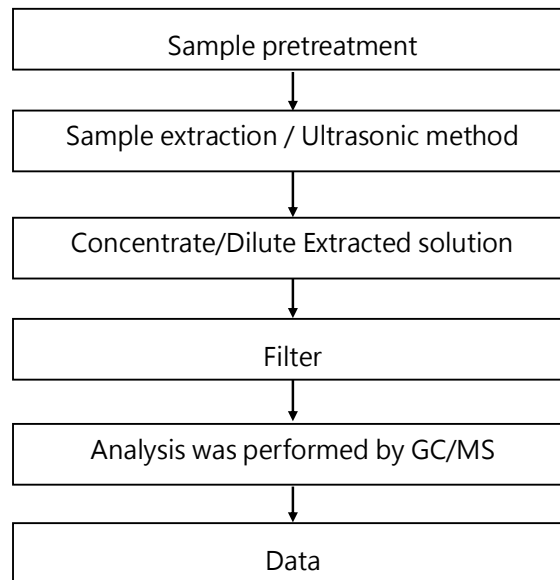 Sample pretreatment
Sample extraction / Ultrasonic method
Concentrate/Dilute Extracted solution
Filter
Analysis was performed by GC/MS
Data